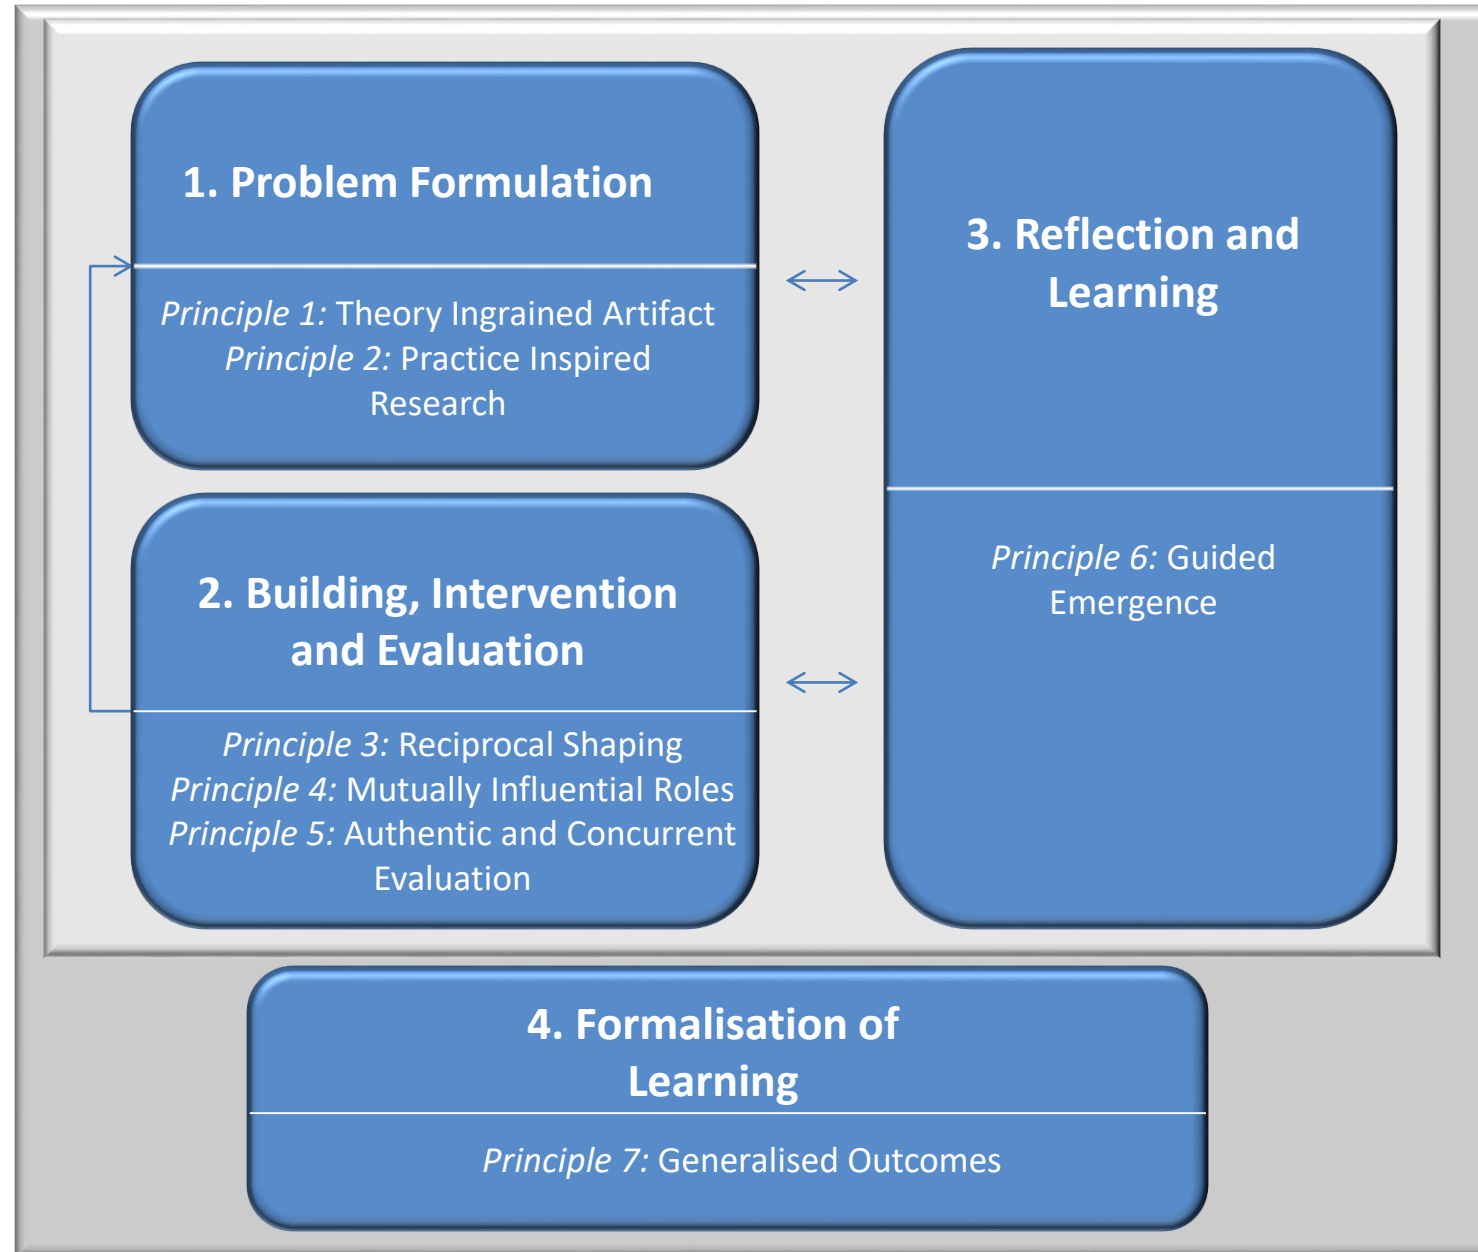 1. Problem Formulation
Principle 1: Theory Ingrained Artifact
Principle 2: Practice Inspired
Research
2. Building, Intervention
and Evaluation
Principle 3: Reciprocal Shaping
Principle 4: Mutually Influential Roles
Principle 5: Authentic and Concurrent
Evaluation
3. Reflection and
Learning
Principle 6: Guided
Emergence
4. Formalisation of
Learning
Principle 7: Generalised Outcomes